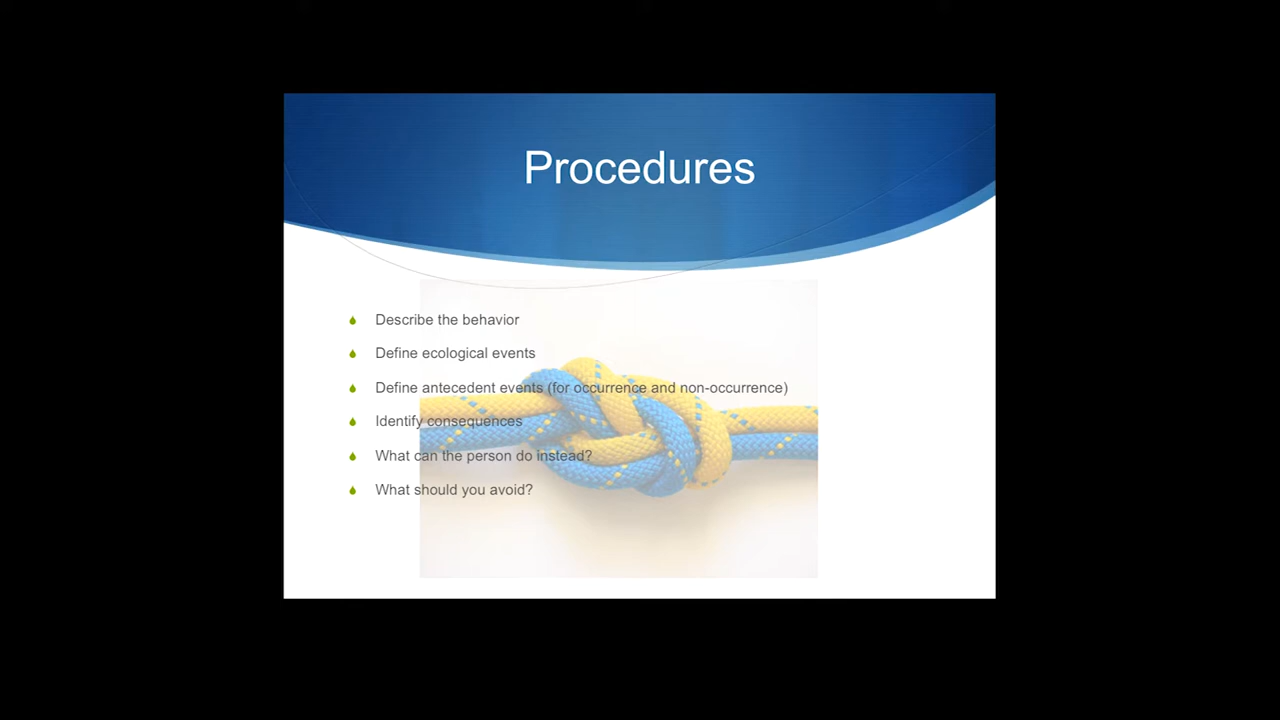 Procedures
Describe the behavior
Define ecological events
Define antecedent events (for occurrence and non-occurrence)
Identify consequences
What can the person do instead?
What should you avoid?